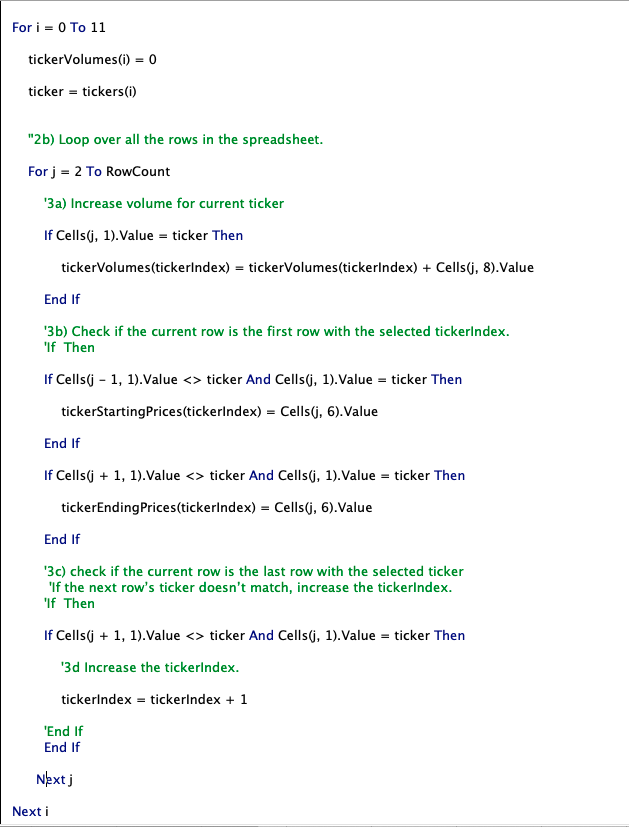 For i = 0 To 11
tickerVolumes(i) = 0
ticker = tickers(i)
"2b) Loop over all the rows in the spreadsheet.
For j = 2 To RowCount
'3a) Increase volume for current ticker
If Cells(j, 1).Value = ticker Then
tickerVolumes(tickerIndex) = tickerVolumes(tickerIndex) + Cells(j, 8).Value
End If
'3b) Check if the current row is the first row with the selected tickerIndex.
'If  Then
If Cells(j - 1, 1).Value <> ticker And Cells(j, 1).Value = ticker Then
tickerStartingPrices(tickerIndex) = Cells(j, 6).Value
End If
If Cells(j + 1, 1).Value <> ticker And Cells(j, 1).Value = ticker Then
tickerEndingPrices(tickerIndex) = Cells(j, 6).Value
End If
'3c) check if the current row is the last row with the selected ticker
'If the next row's ticker doesn't match, increase the tickerIndex.
'If  Then
If Cells(j + 1, 1).Value <> ticker And Cells(j, 1).Value = ticker Then
'3d Increase the tickerIndex.
tickerIndex = tickerIndex + 1
'End If
End If
Next j
Next i